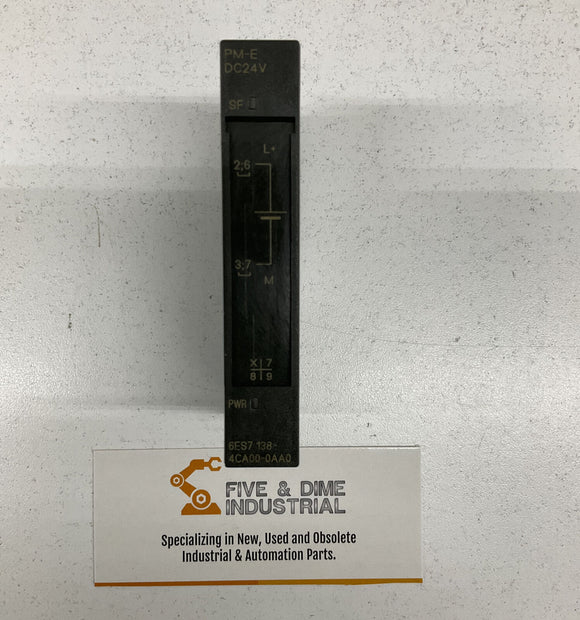 PM-E
DC24V
SF
L+
2;6
3;7
M
X 7
8 9
PWR
6ES7 138-
4CA00-0AA0
FIVE & DIME
INDUSTRIAL
Specializing in New, Used and Obsolete
Industrial & Automation Parts.